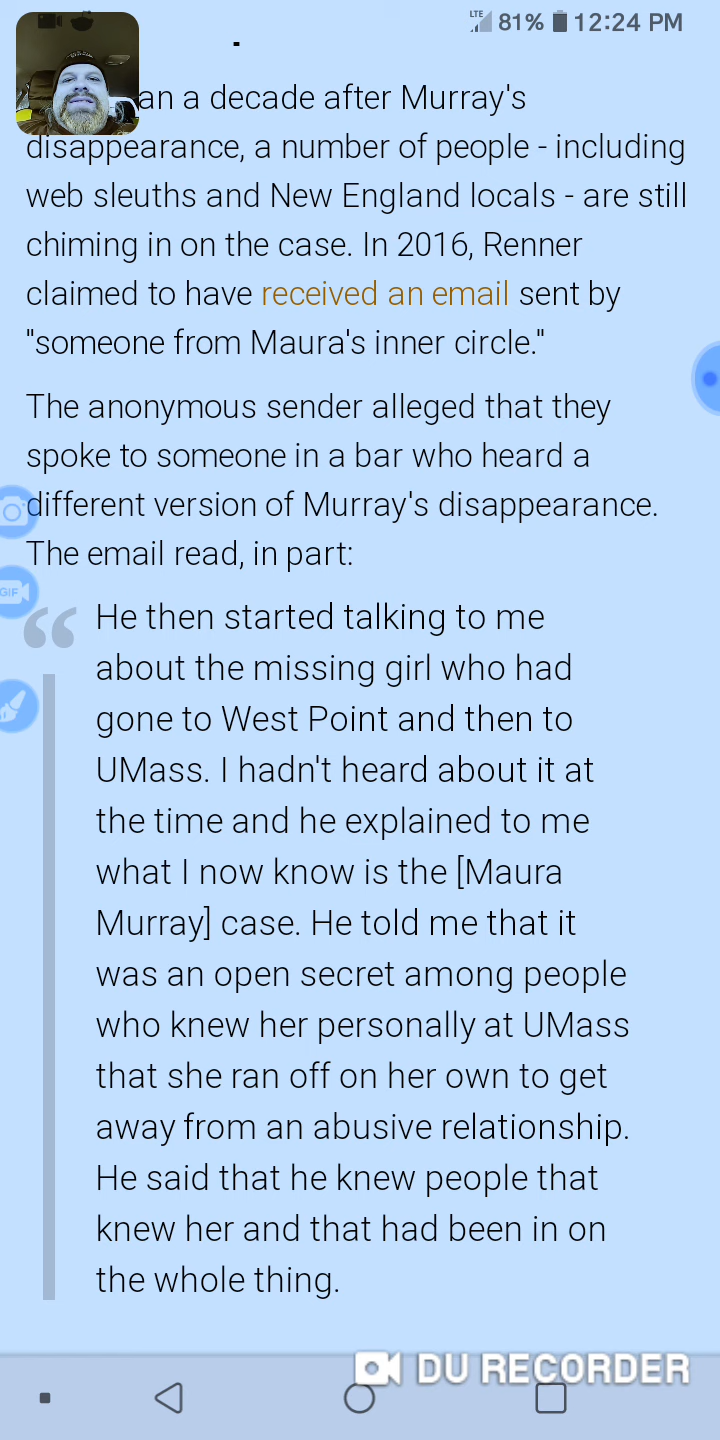 LTE 81% 12:24 PM
an a decade after Murray's
disappearance, a number of people - including
web sleuths and New England locals - are still
chiming in on the case. In 2016, Renner
claimed to have received an email sent by
"someone from Maura's inner circle."
The anonymous sender alleged that they
spoke to someone in a bar who heard a
different version of Murray's disappearance.
The email read, in part:
GIF
“
He then started talking to me
about the missing girl who had
gone to West Point and then to
UMass. I hadn't heard about it at
the time and he explained to me
what I now know is the [Maura
Murray] case. He told me that it
was an open secret among people
who knew her personally at UMass
that she ran off on her own to get
away from an abusive relationship.
He said that he knew people that
knew her and that had been in on
the whole thing.
DU RECORDER